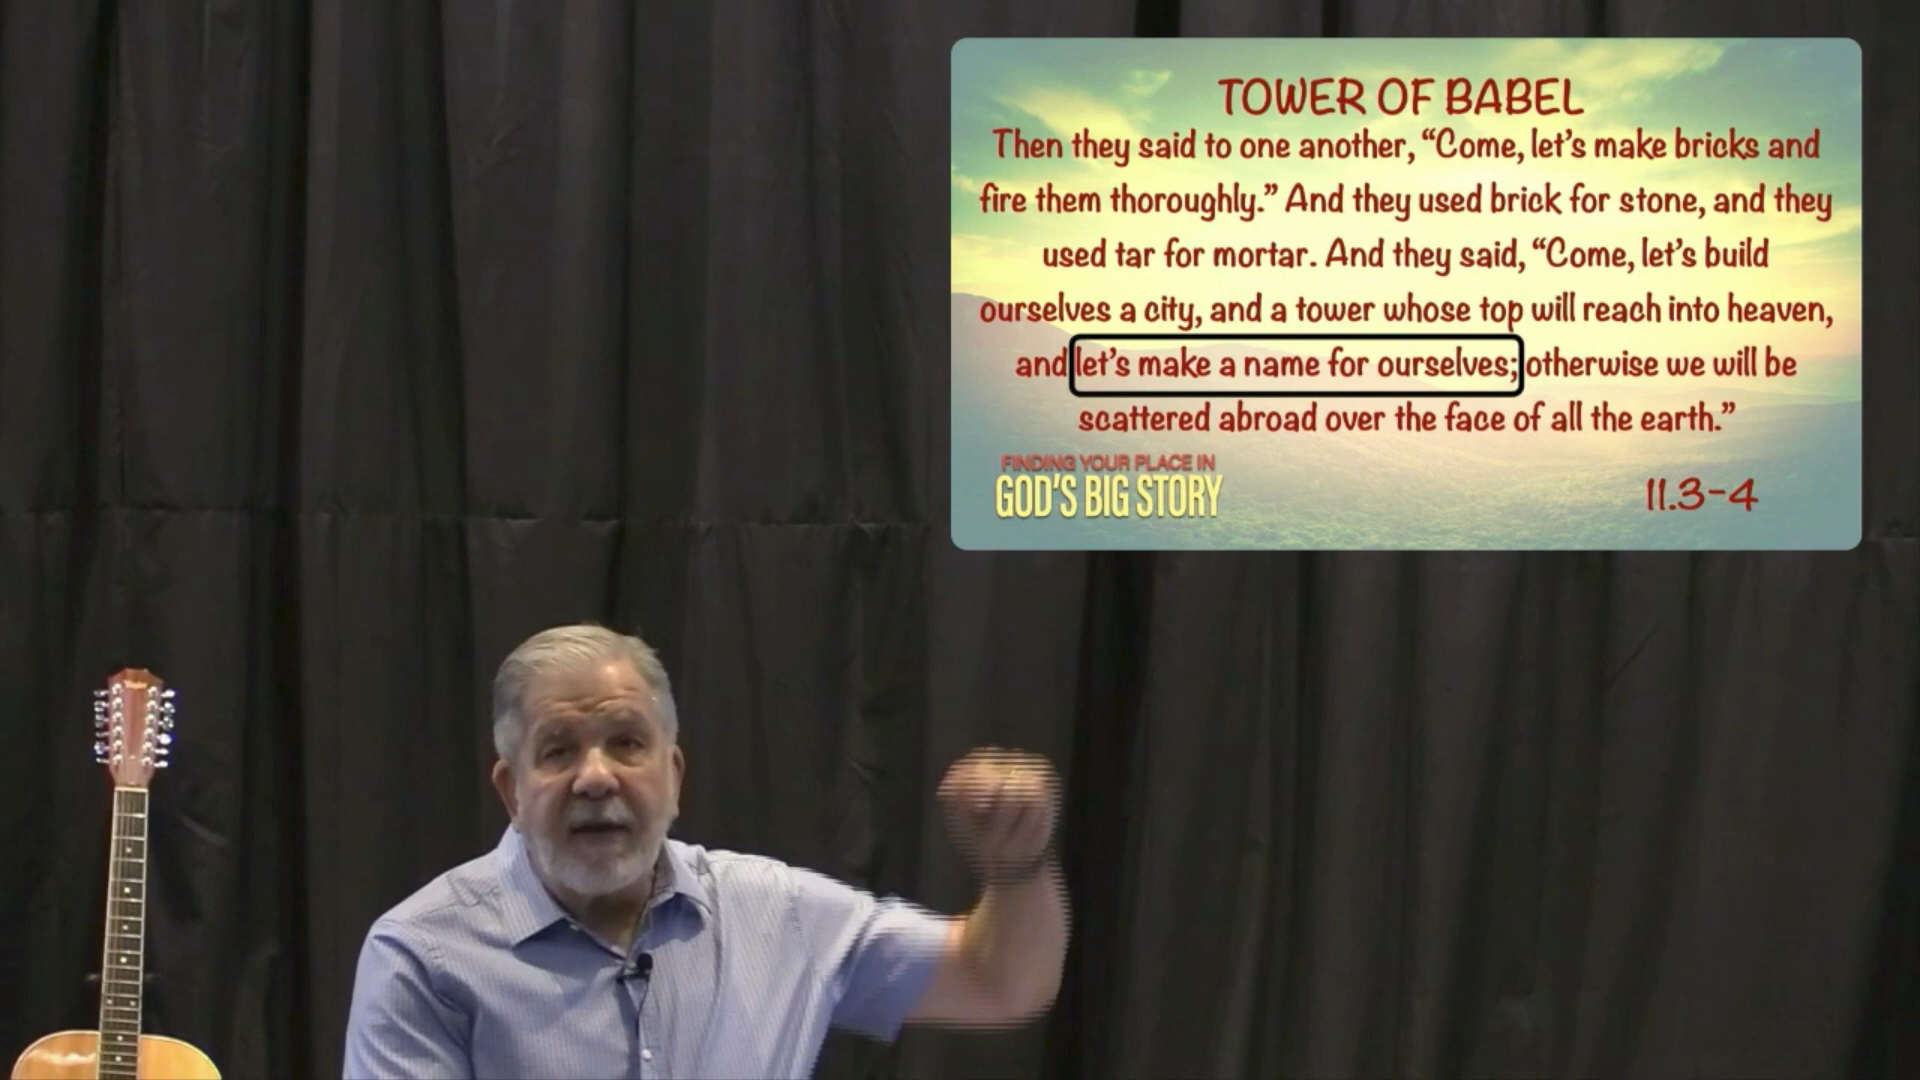 TOWER OF BABEL
Then they said to one another, “Come, let’s make bricks and
fire them thoroughly.” And they used brick for stone, and they
used tar for mortar. And they said, “Come, let’s build
ourselves a city, and a tower whose top will reach into heaven,
and let’s make a name for ourselves; otherwise we will be
scattered abroad over the face of all the earth.”
FINDING YOUR PLACE IN
GOD'S BIG STORY
11.3-4
Taylor